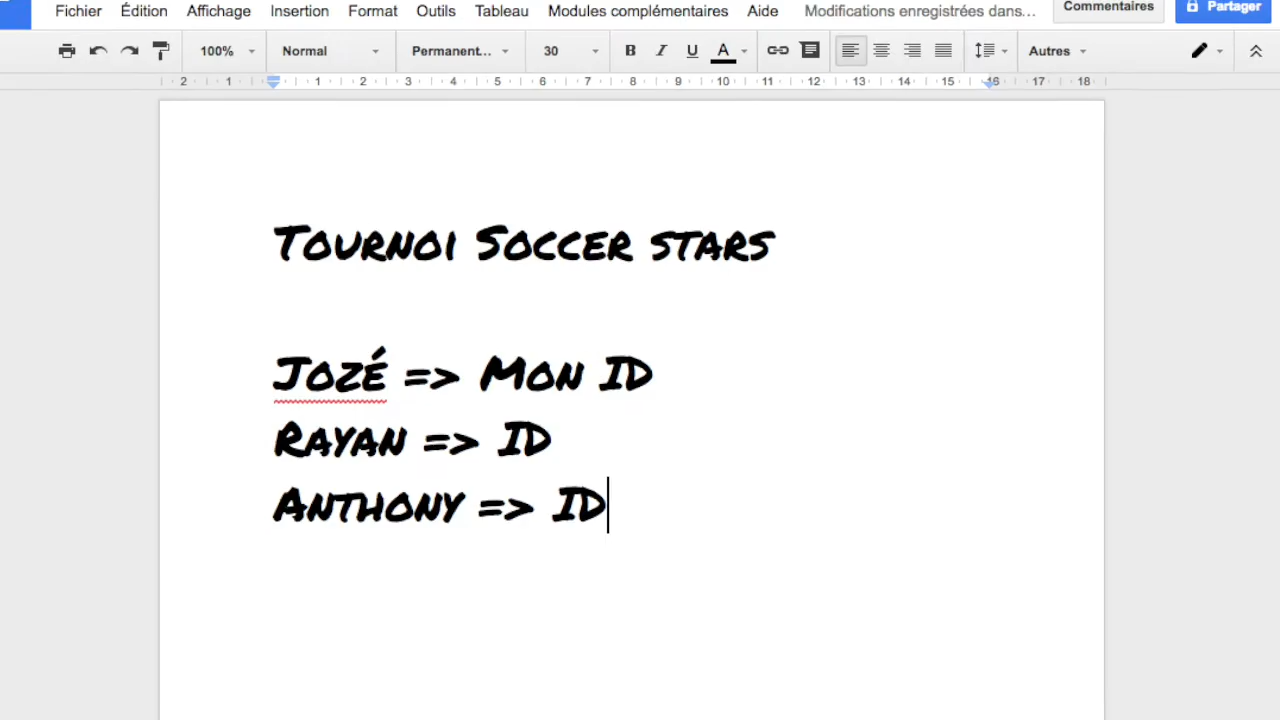 Fichier Édition Affichage Insertion Format Outils Tableau Modules complémentaires Aide Modifications enregistrées dans... Commentaires Partager
100% Normal Permanent... 30 B I U A Autres
2 1 1 2 3 4 5 6 7 8 9 10 11 12 13 14 15 16 17 18
Tournoi Soccer stars
Jozé => Mon ID
Rayan => ID
Anthony => ID